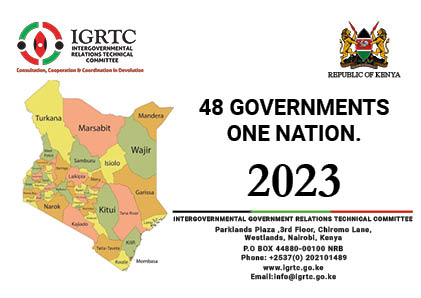 IGRTC
INTERGOVERNMENTAL
RELATIONS TECHNICAL
COMMITTEE
Consultation, Cooperation & Coordination in Devolution
REPUBLIC OF KENYA
48 GOVERNMENTS
ONE NATION.
2023
INTERGOVERNMENTAL GOVERNMENT RELATIONS TECHNICAL COMMITTEE
Parklands Plaza ,3rd Floor, Chiromo Lane,
Westlands, Nairobi, Kenya
P.O BOX 44880-00100 NRB
Phone: +2537(0) 202101489
www.igrtc.go.ke
Email:info@igrtc.go.ke
Turkana
Marsabit
Mandera
Wajir
Samburu
Isiolo
Laikipia
Garissa
Narok
Kitui
Tana River
Kajiado
Taita-Taveta
Kilifi
Kwale
Mombasa